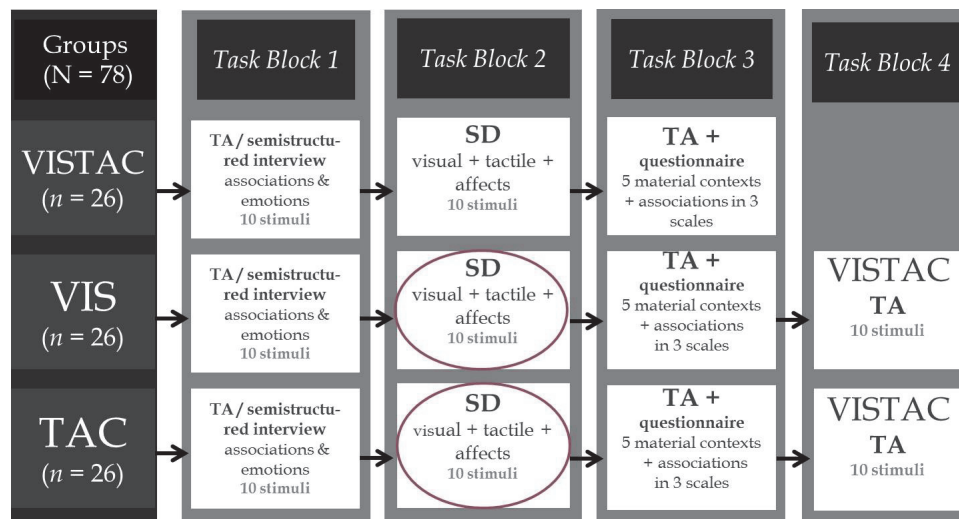 Groups
(N = 78)
Task Block 1
Task Block 2
Task Block 3
Task Block 4
VISTAC
(n = 26)
TA / semistructu-
red interview
associations &
emotions
10 stimuli
SD
visual + tactile +
affects
10 stimuli
TA +
questionnaire
5 material contexts
+ associations in 3
scales
VIS
(n = 26)
TA / semistructu-
red interview
associations &
emotions
10 stimuli
SD
visual + tactile +
affects
10 stimuli
TA +
questionnaire
5 material contexts
+ associations
in 3 scales
VISTAC
TA
10 stimuli
TAC
(n = 26)
TA / semistructu-
red interview
associations &
emotions
10 stimuli
SD
visual + tactile +
affects
10 stimuli
TA +
questionnaire
5 material contexts
+ associations
in 3 scales
VISTAC
TA
10 stimuli